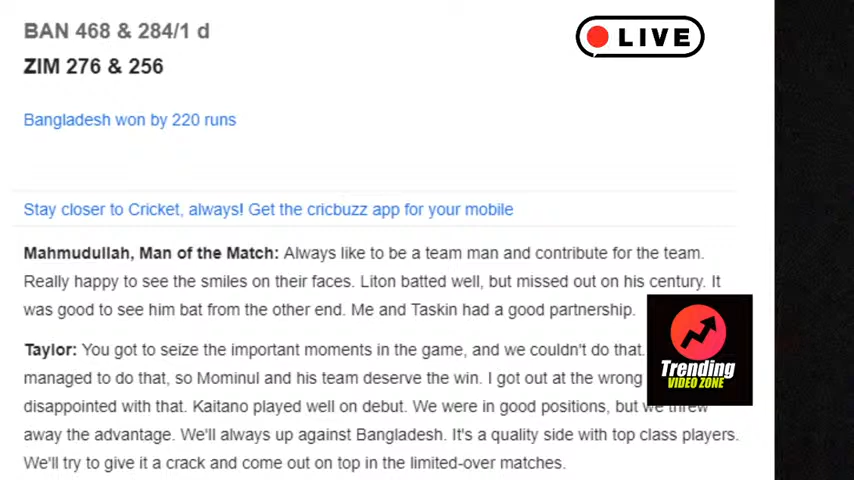 BAN 468 & 284/1 d
LIVE
ZIM 276 & 256
Bangladesh won by 220 runs
Stay closer to Cricket, always! Get the cricbuzz app for your mobile
Mahmudullah, Man of the Match: Always like to be a team man and contribute for the team.
Really happy to see the smiles on their faces. Liton batted well, but missed out on his century. It
was good to see him bat from the other end. Me and Taskin had a good partnership.
Taylor: You got to seize the important moments in the game, and we couldn't do that.
managed to do that, so Mominul and his team deserve the win. I got out at the wrong
disappointed with that. Kaitano played well on debut. We were in good positions, but we threw
away the advantage. We'll always up against Bangladesh. It's a quality side with top class players.
We'll try to give it a crack and come out on top in the limited-over matches.
Trending
VIDEO ZONE